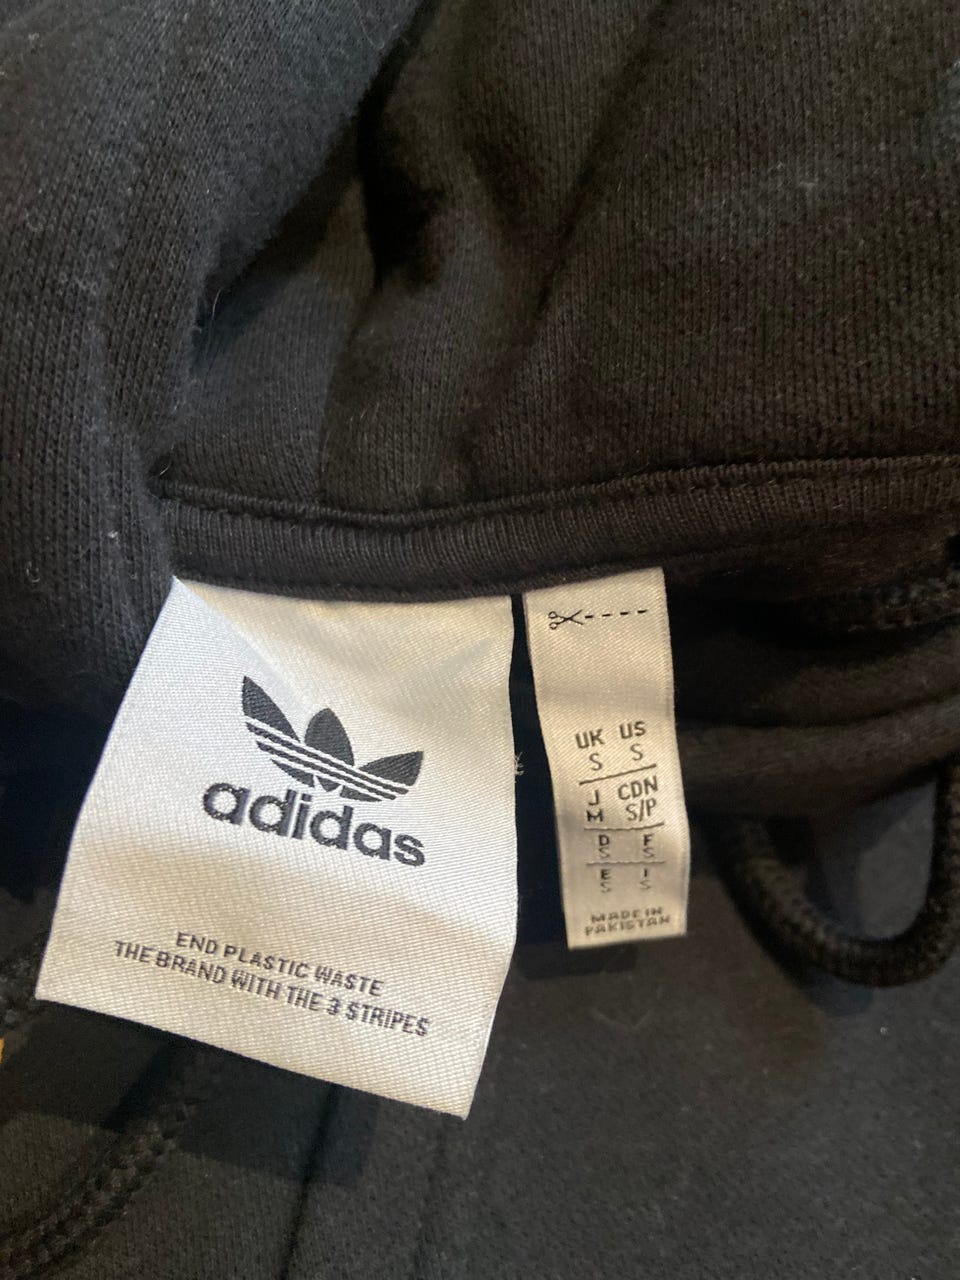 adidas
END PLASTIC WASTE
THE BRAND WITH THE 3 STRIPES
UK US
S S
J CDN
M S/P
D F
S S
E I
S S
MADE IN
PAKISTAN